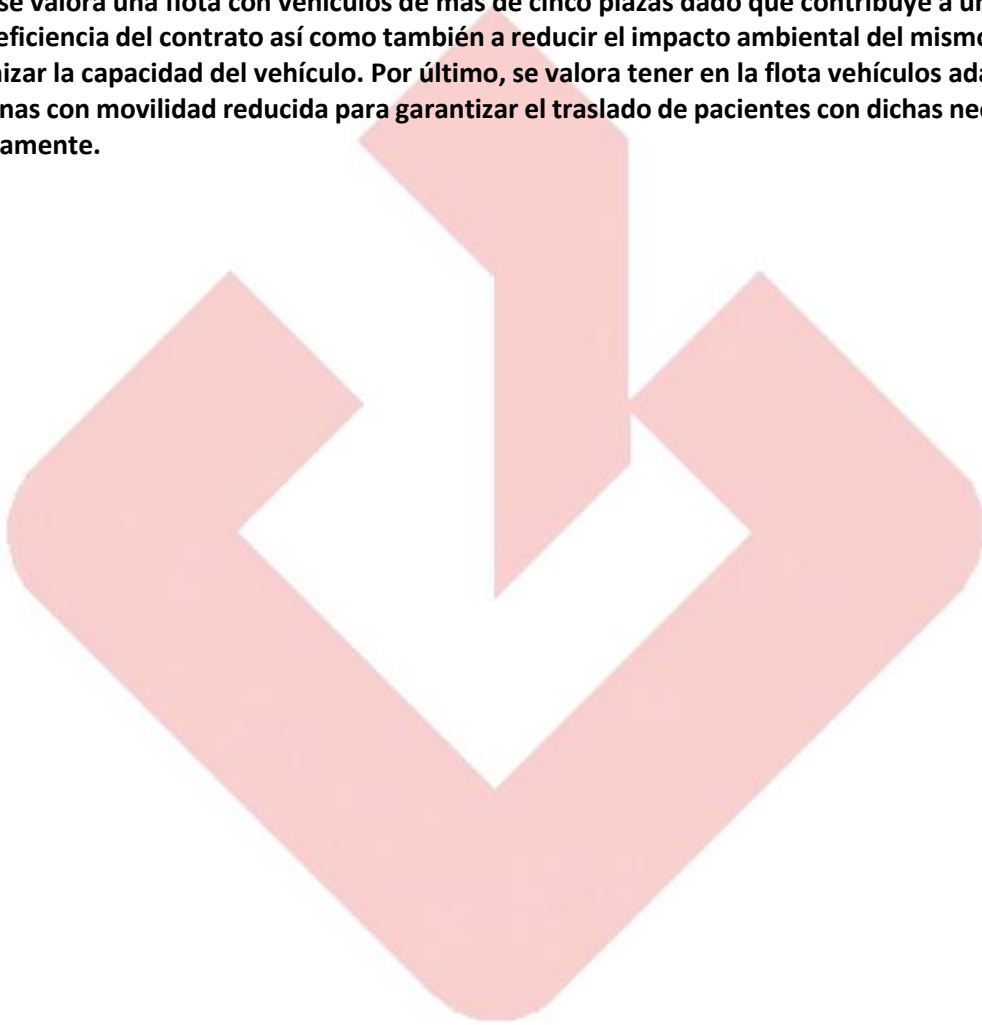 se valora una flota con vehículos de más de cinco plazas dado que contribuye a un
eficiencia del contrato así como también a reducir el impacto ambiental del mismo
nizar la capacidad del vehículo. Por último, se valora tener en la flota vehículos ada
nas con movilidad reducida para garantizar el traslado de pacientes con dichas nec
amente.